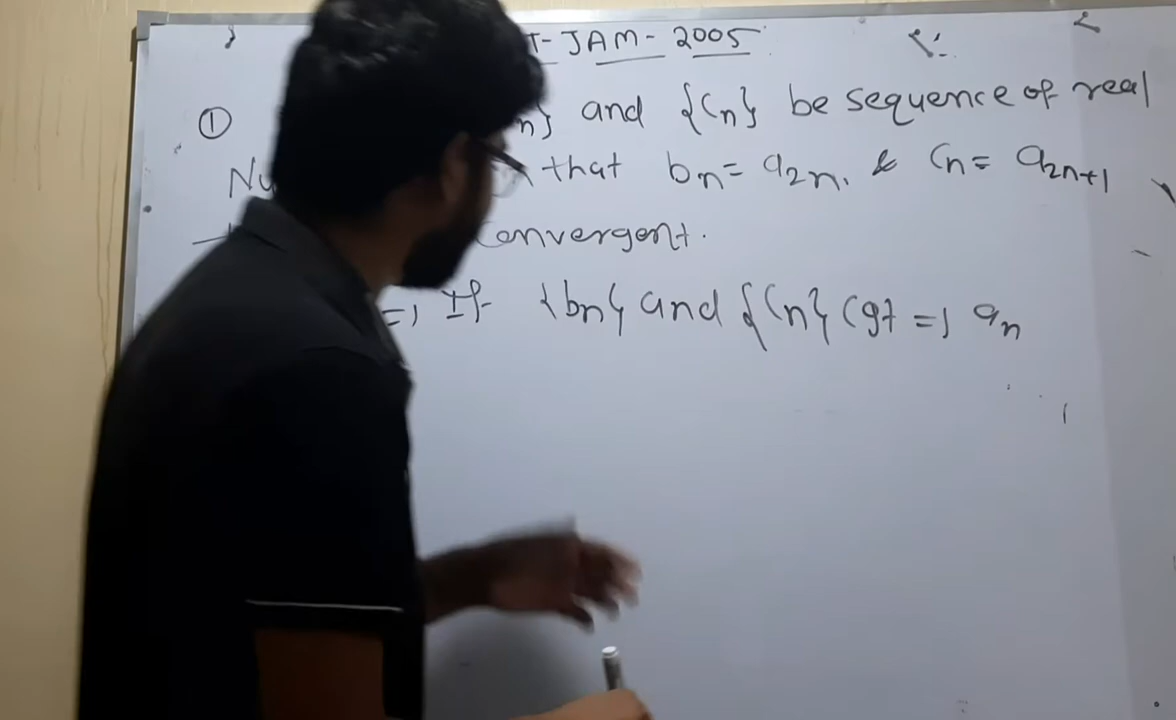 T-JAM-2005
① n} and {Cn} be sequence of real
Nu that bn = a2n. & Cn = a2n+1
convergent.
=) If {bn} and {Cn} cgt =) an